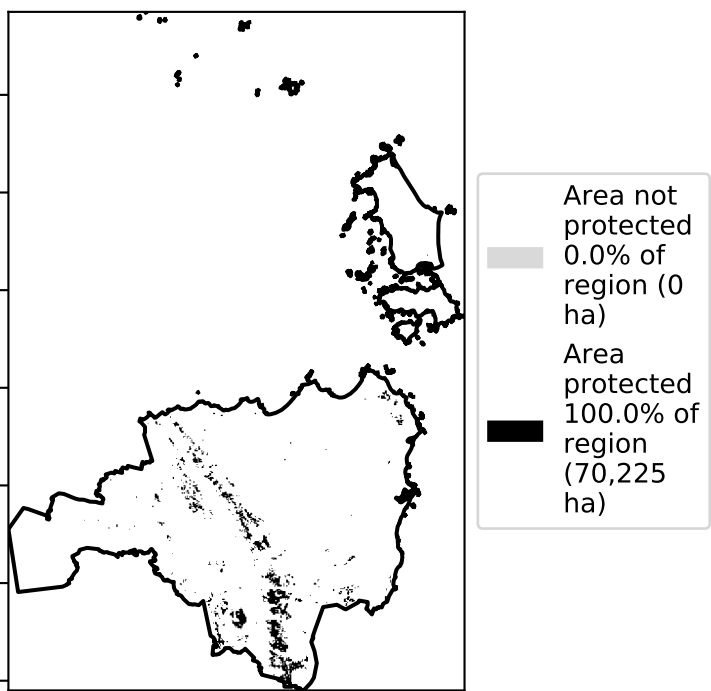 Area not
protected
0.0% of
region (0
ha)
Area
protected
100.0% of
region
(70,225
ha)